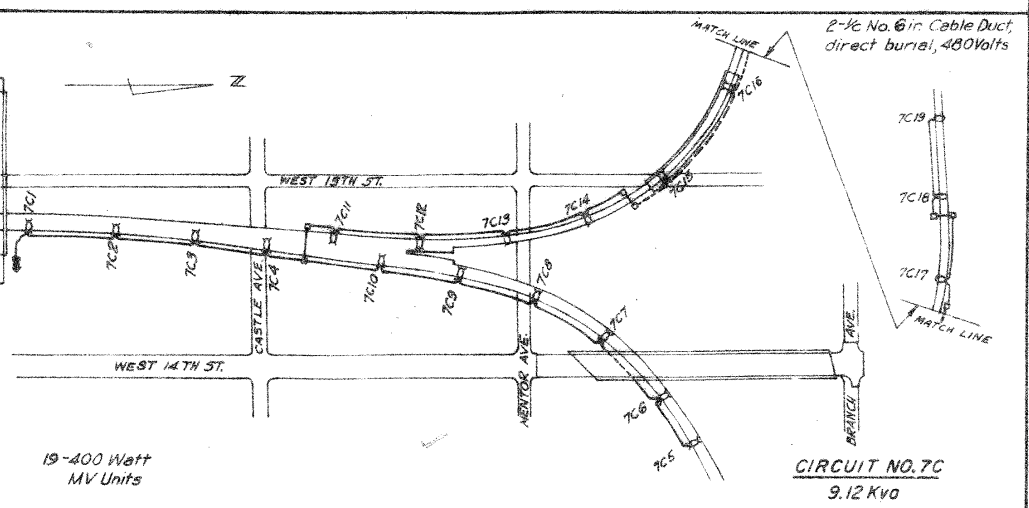 2-1/c No. 6 in Cable Duct,
direct burial, 480 Volts
MATCH LINE
Z
7C16
7C19
7C18
7C17
MATCH LINE
WEST 15TH ST.
7C15
7C14
7C13
7C12
7C11
7C1
7C2
7C3
7C4
7C10
7C9
7C8
7C7
7C6
7C5
CASTLE AVE.
MENTOR AVE.
BRANCH AVE.
WEST 14TH ST.
19-400 Watt
MV Units
CIRCUIT NO. 7C
9.12 Kva